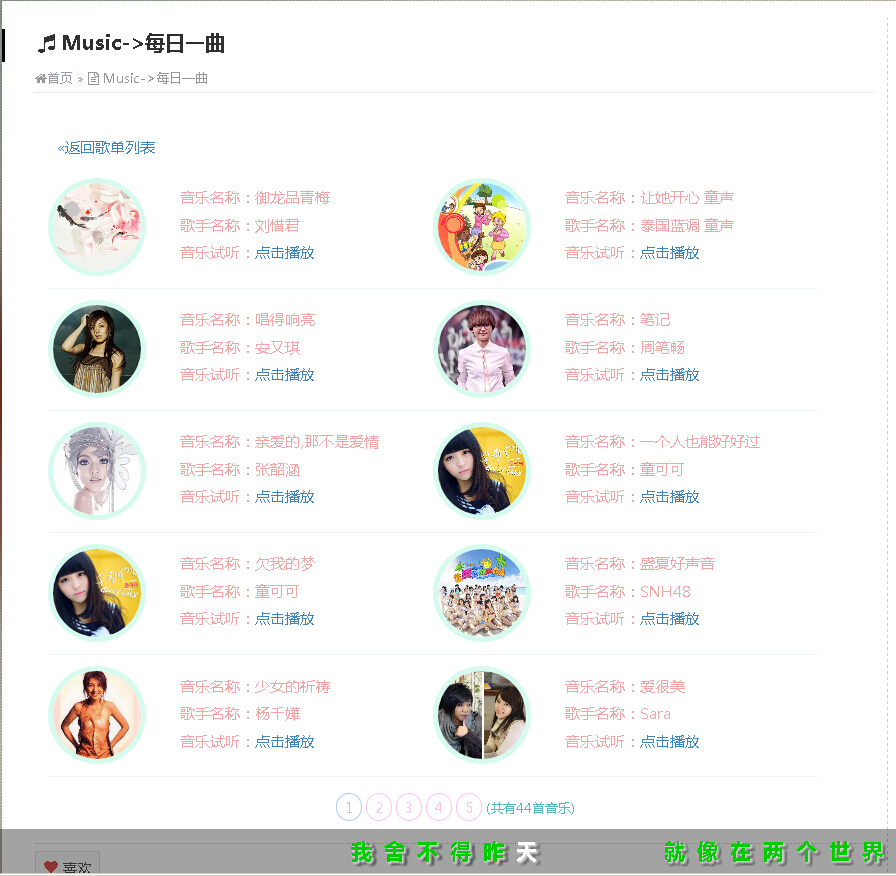 Music->每日一曲
首页 » Music->每日一曲
«返回歌单列表
音乐名称：御龙品青梅
歌手名称：刘惜君
音乐试听：点击播放
音乐名称：让她开心 童声
歌手名称：泰国蓝调 童声
音乐试听：点击播放
音乐名称：唱得响亮
歌手名称：安又琪
音乐试听：点击播放
音乐名称：笔记
歌手名称：周笔畅
音乐试听：点击播放
音乐名称：亲爱的,那不是爱情
歌手名称：张韶涵
音乐试听：点击播放
音乐名称：一个人也能好好过
歌手名称：童可可
音乐试听：点击播放
音乐名称：欠我的梦
歌手名称：童可可
音乐试听：点击播放
音乐名称：盛夏好声音
歌手名称：SNH48
音乐试听：点击播放
音乐名称：少女的祈祷
歌手名称：杨千嬅
音乐试听：点击播放
音乐名称：爱很美
歌手名称：Sara
音乐试听：点击播放
1 2 3 4 5 (共有44首音乐)
我舍不得昨天 就像在两个世界
喜欢